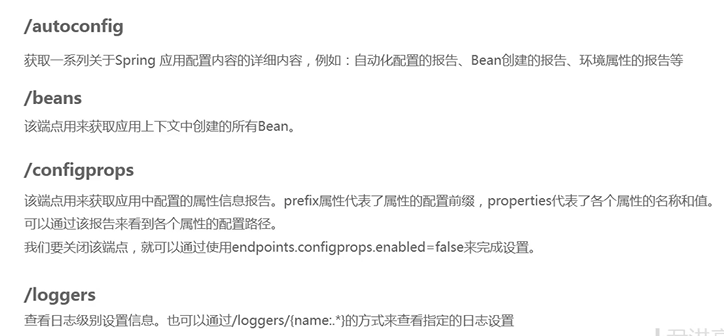 /autoconfig
获取一系列关于Spring 应用配置内容的详细内容，例如：自动化配置的报告、Bean创建的报告、环境属性的报告等
/beans
该端点用来获取应用上下文中创建的所有Bean。
/configprops
该端点用来获取应用中配置的属性信息报告。prefix属性代表了属性的配置前缀，properties代表了各个属性的名称和值。
可以通过该报告来看到各个属性的配置路径。
我们要关闭该端点，就可以通过使用endpoints.configprops.enabled=false来完成设置。
/loggers
查看日志级别设置信息。也可以通过/loggers/{name:.*}的方式来查看指定的日志设置